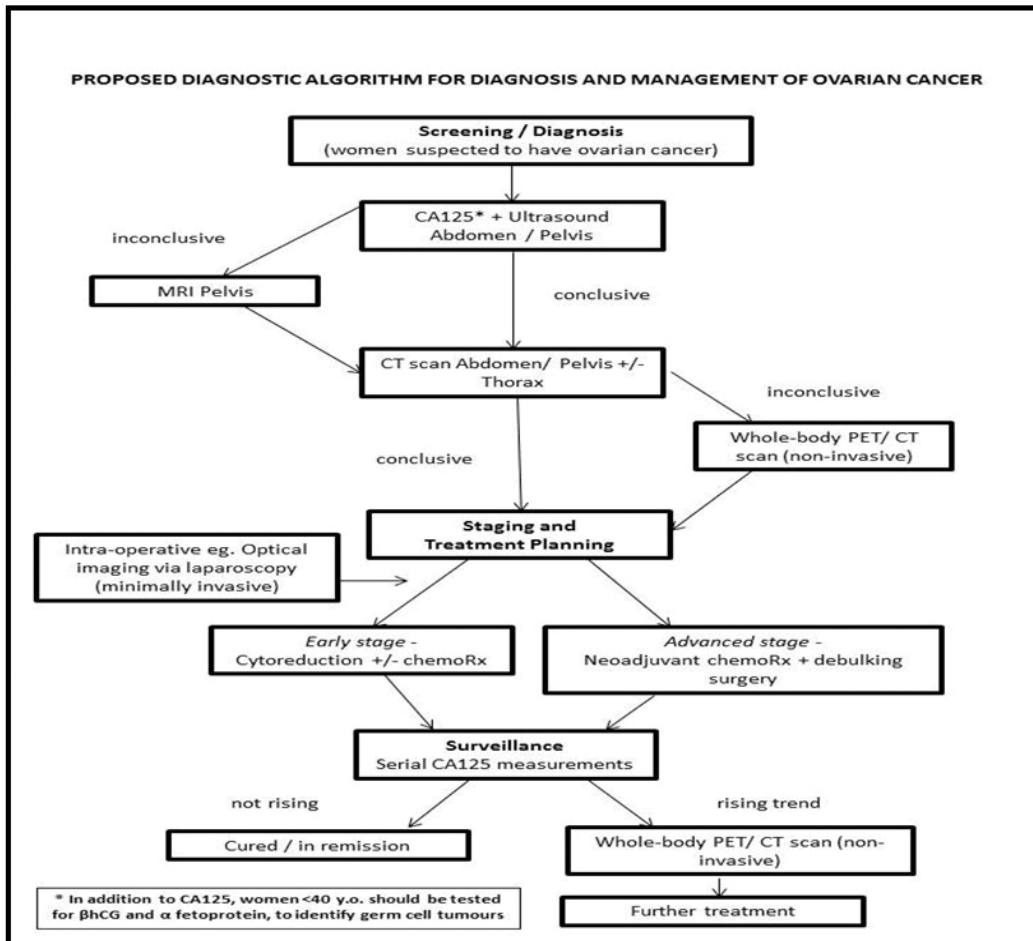 PROPOSED DIAGNOSTIC ALGORITHM FOR DIAGNOSIS AND MANAGEMENT OF OVARIAN CANCER
Screening / Diagnosis
(women suspected to have ovarian cancer)
CA125* + Ultrasound
Abdomen / Pelvis
inconclusive
MRI Pelvis
conclusive
CT scan Abdomen/ Pelvis +/-
Thorax
inconclusive
Whole-body PET/ CT
scan (non-invasive)
conclusive
Staging and
Treatment Planning
Intra-operative eg. Optical
imaging via laparoscopy
(minimally invasive)
Early stage -
Cytoreduction +/- chemoRx
Advanced stage -
Neoadjuvant chemoRx + debulking
surgery
Surveillance
Serial CA125 measurements
not rising
rising trend
Cured / in remission
Whole-body PET/ CT scan (non-
invasive)
Further treatment
* In addition to CA125, women <40 y.o. should be tested
for βhCG and α fetoprotein, to identify germ cell tumours